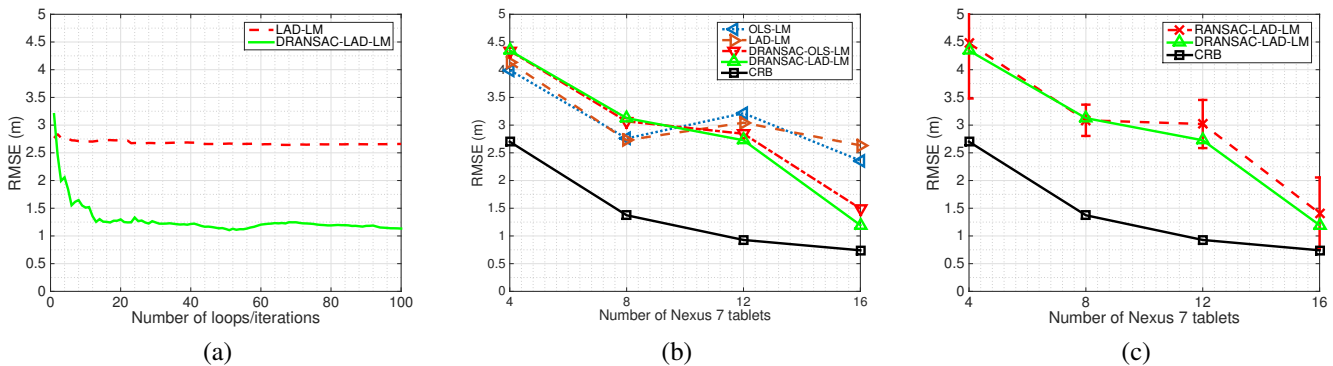 5
4.5
4
3.5
3
2.5
2
1.5
1
0.5
0
RMSE (m)
0 20 40 60 80 100
Number of loops/iterations
LAD-LM
DRANSAC-LAD-LM
(a)
5
4.5
4
3.5
3
2.5
2
1.5
1
0.5
0
RMSE (m)
4 8 12 16
Number of Nexus 7 tablets
OLS-LM
LAD-LM
DRANSAC-OLS-LM
DRANSAC-LAD-LM
CRB
(b)
5
4.5
4
3.5
3
2.5
2
1.5
1
0.5
0
RMSE (m)
4 8 12 16
Number of Nexus 7 tablets
RANSAC-LAD-LM
DRANSAC-LAD-LM
CRB
(c)